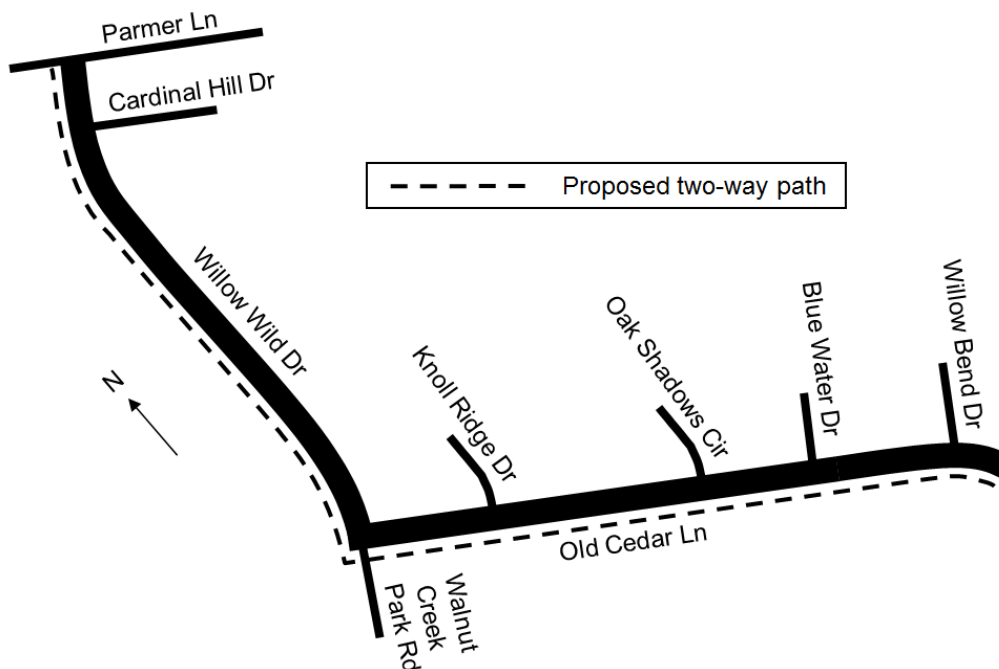 Parmer Ln
Cardinal Hill Dr
Proposed two-way path
Willow Wild Dr
N
Knoll Ridge Dr
Oak Shadows Cir
Blue Water Dr
Willow Bend Dr
Old Cedar Ln
Walnut
Creek
Park Rd